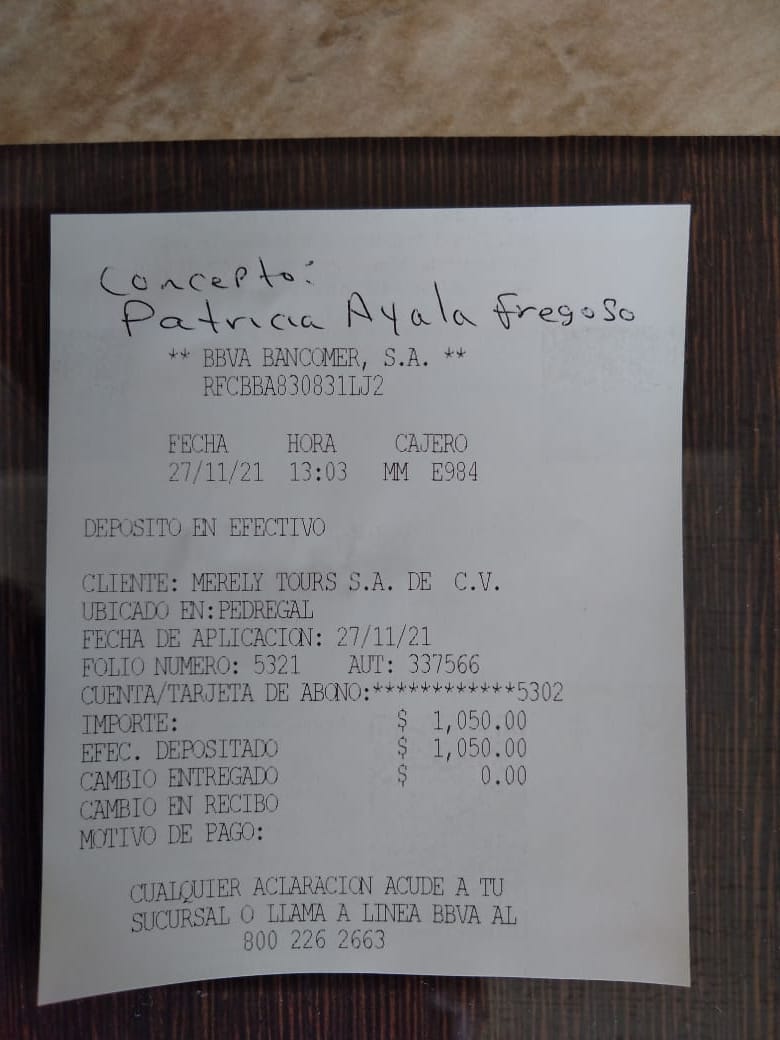 Concepto:
Patricia Ayala Fregoso
** BBVA BANCOMER, S.A. **
RFCBBA830831LJ2
FECHA HORA CAJERO
27/11/21 13:03 MM E984
DEPOSITO EN EFECTIVO
CLIENTE: MERELY TOURS S.A. DE C.V.
UBICADO EN:PEDREGAL
FECHA DE APLICACION: 27/11/21
FOLIO NUMERO: 5321 AUT: 337566
CUENTA/TARJETA DE ABONO:************5302
IMPORTE: $ 1,050.00
EFEC. DEPOSITADO $ 1,050.00
CAMBIO ENTREGADO $ 0.00
CAMBIO EN RECIBO
MOTIVO DE PAGO:
CUALQUIER ACLARACION ACUDE A TU
SUCURSAL O LLAMA A LINEA BBVA AL
800 226 2663